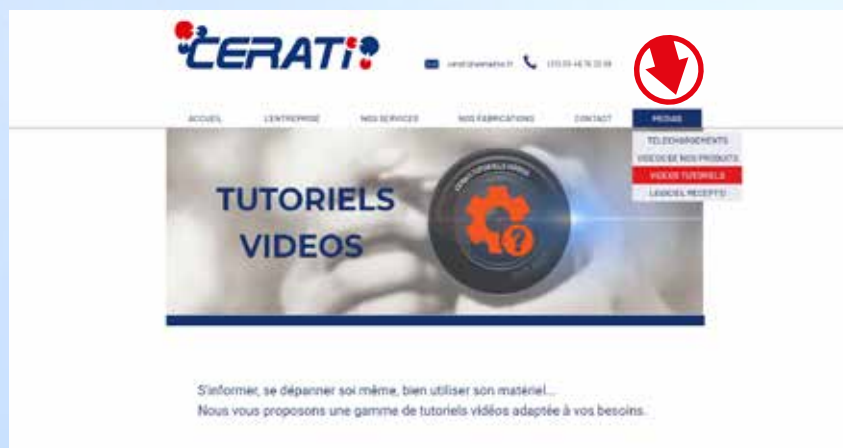 CERATI
ACCUEIL L'ENTREPRISE NOS SERVICES NOS FABRICATIONS CONTACT MEDIAS
TELECHARGEMENTS
VIDEOS DE NOS PRODUITS
VIDEOS TUTORIELS
LOGICIEL
TUTORIELS
VIDEOS
?
S'informer, se dépanner soi même, bien utiliser son matériel...
Nous vous proposons une gamme de tutoriels vidéos adaptée à vos besoins.